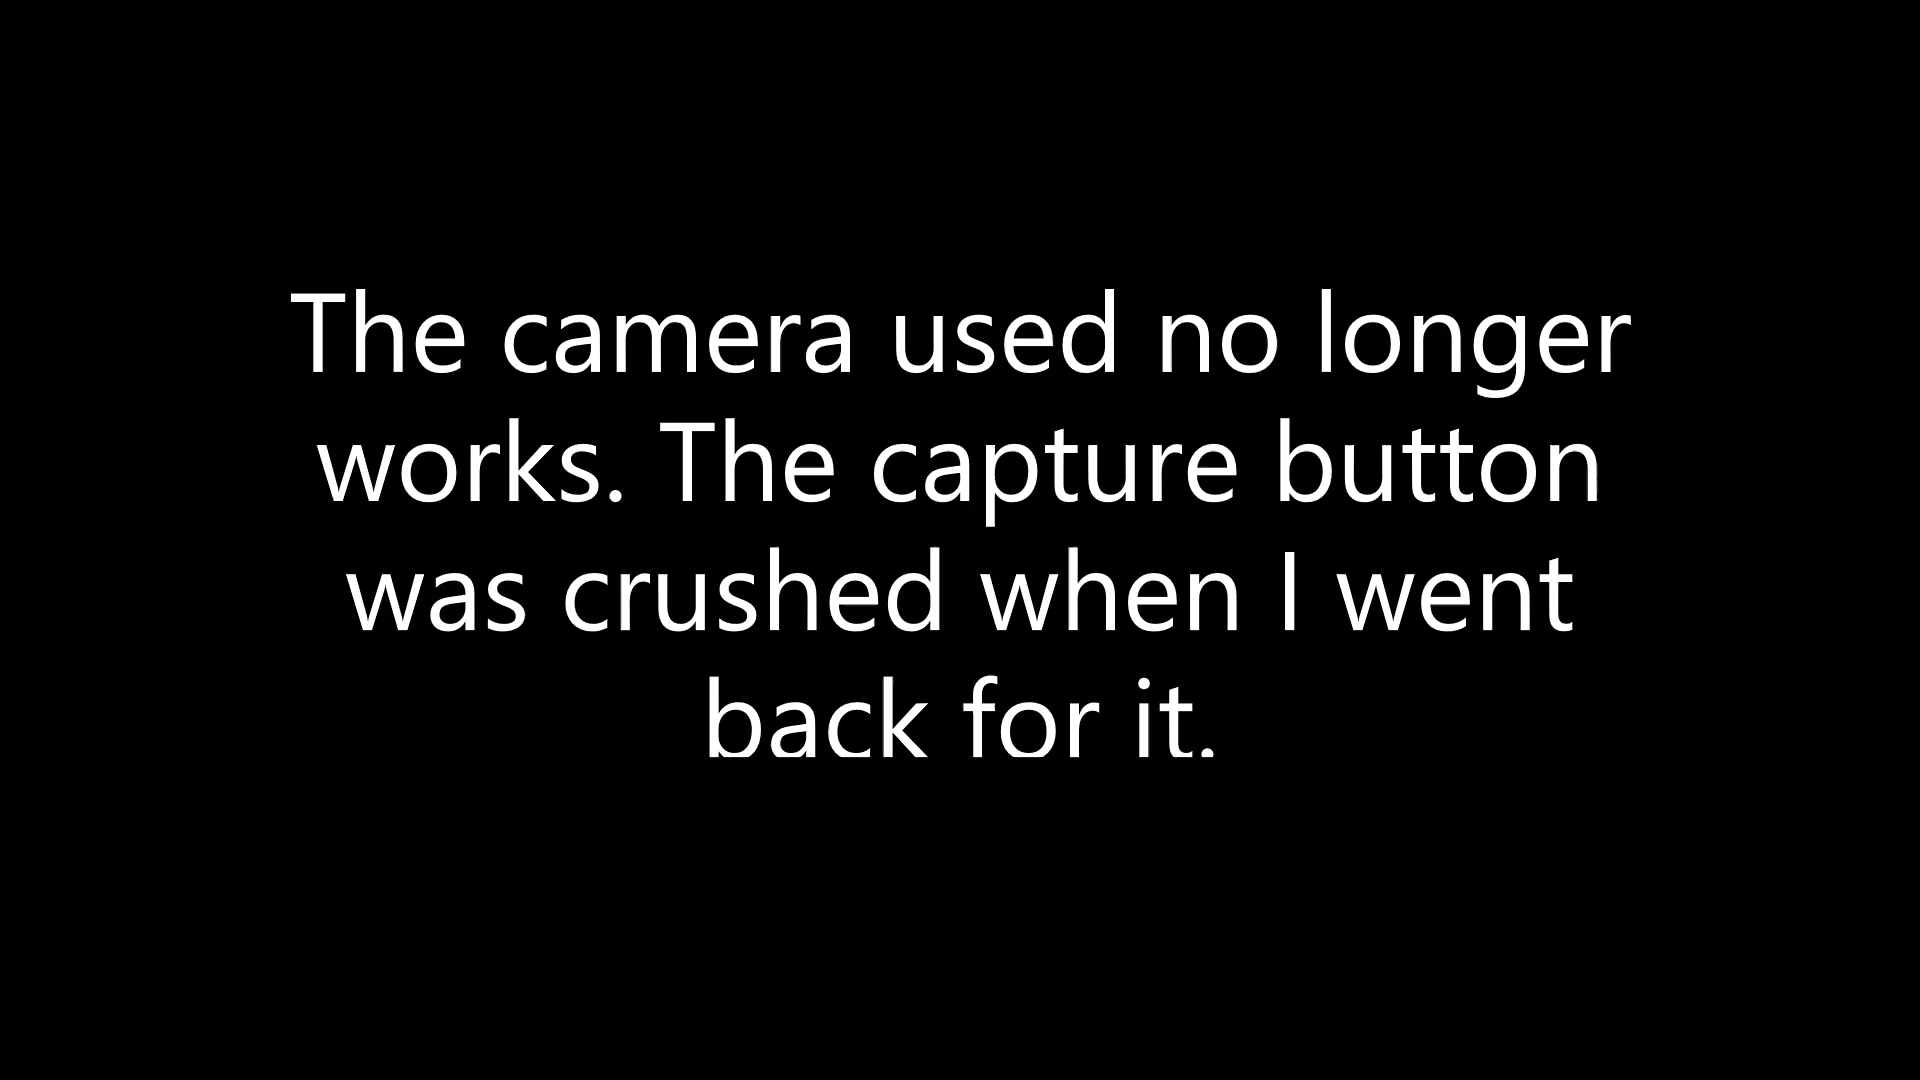 The camera used no longer
works. The capture button
was crushed when I went
back for it.